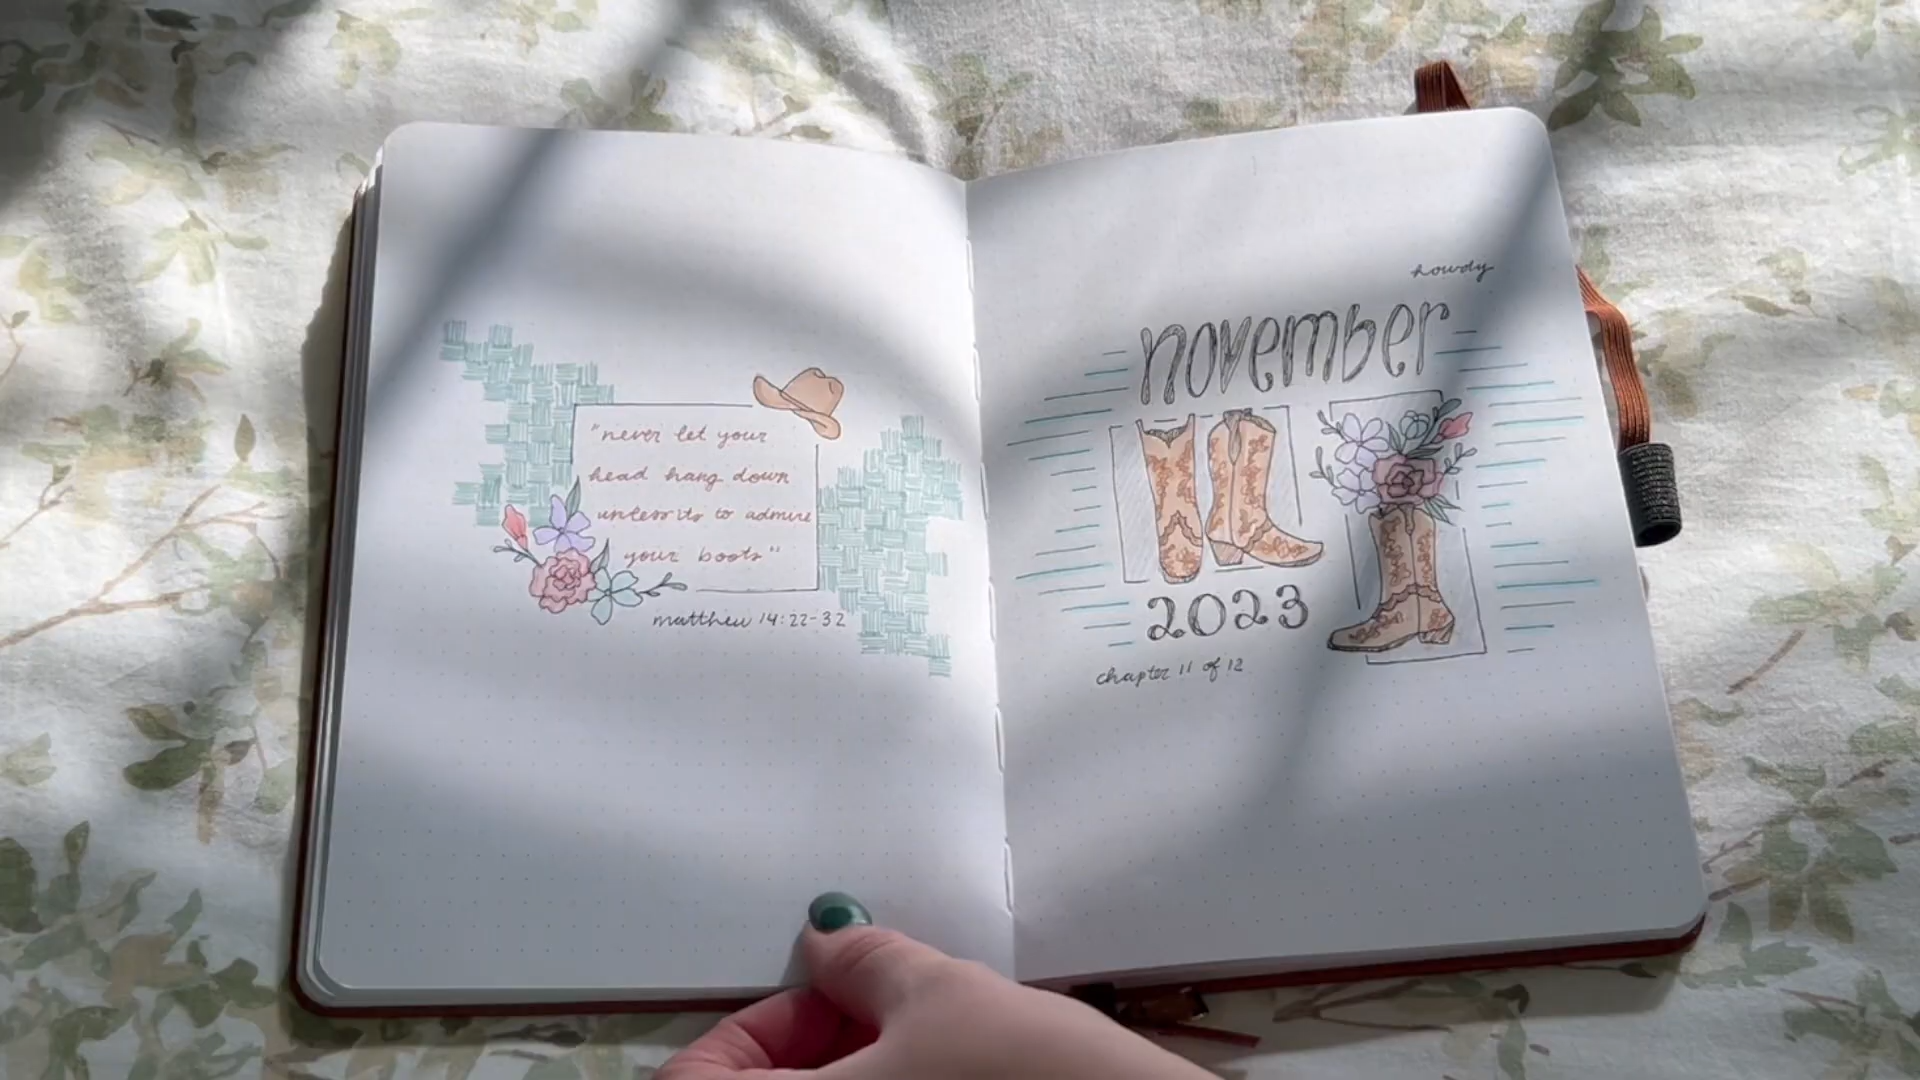 "never let your
head hang down
unless its to admire
your boots"
matthew 14:22-32
howdy
november
2023
chapter 11 of 12